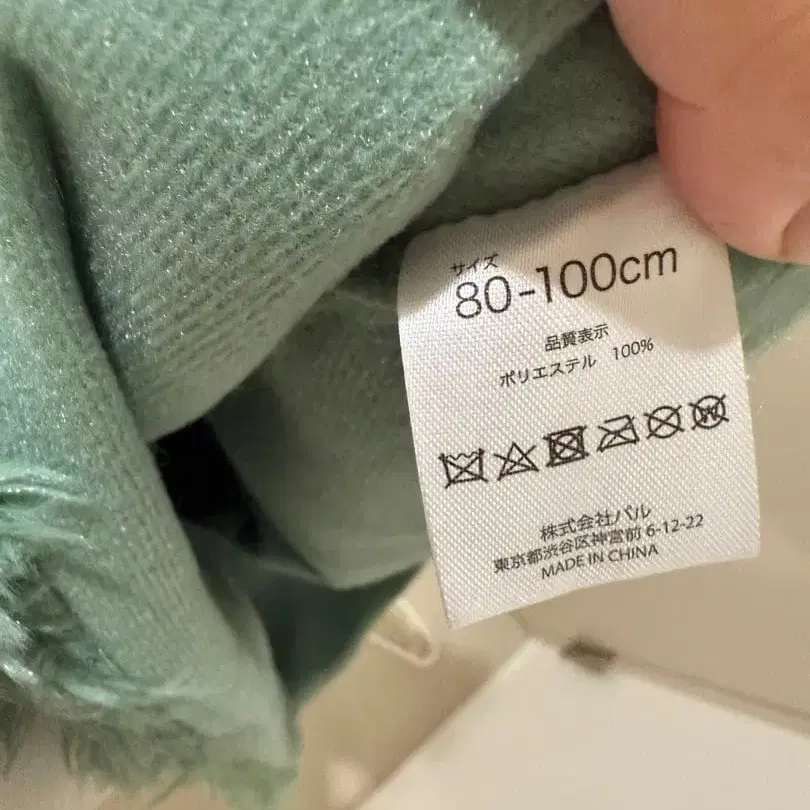 サイズ
80-100cm
品質表示
ポリエステル 100%
W
株式会社パル
東京都渋谷区神宮前 6-12-22
MADE IN CHINA